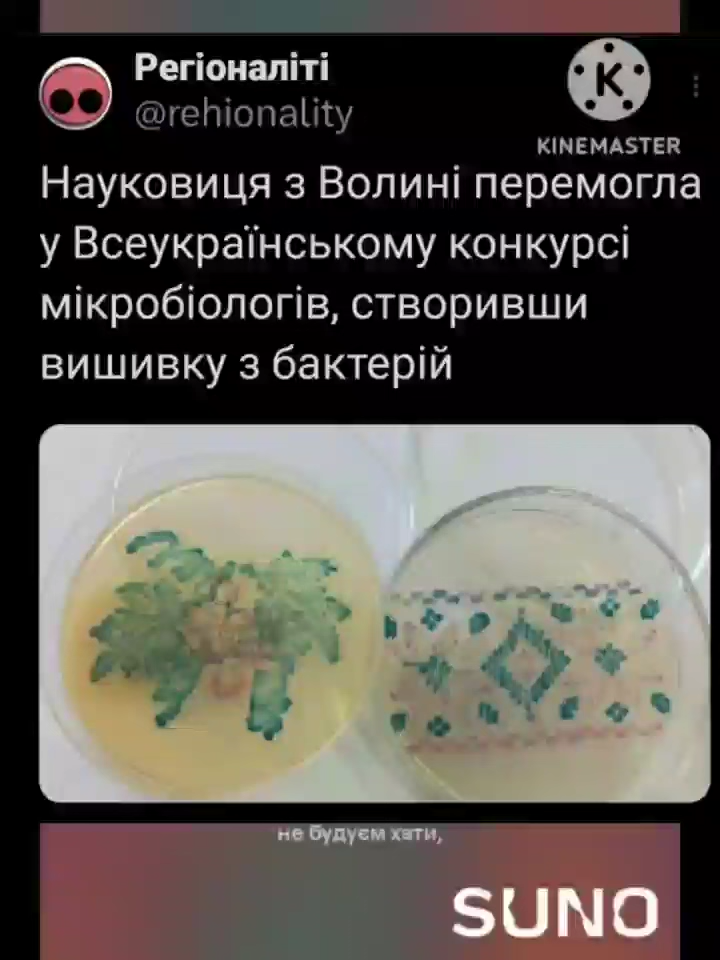 Регіоналіті
@rehionality
KINEMASTER
Науковиця з Волині перемогла
у Всеукраїнському конкурсі
мікробіологів, створивши
вишивку з бактерій
не будуєм хати,
SUNO